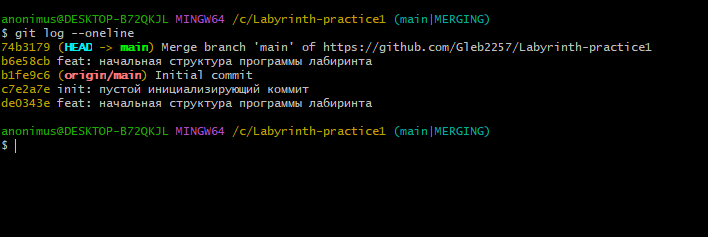 anonimus@DESKTOP-B72QKJL MINGW64 /c/Labyrinth-practice1 (main|MERGING)
$ git log --oneline
74b3179 (HEAD -> main) Merge branch 'main' of https://github.com/Gleb2257/Labyrinth-practice1
b6e58cb feat: начальная структура программы лабиринта
b1fe9c6 (origin/main) Initial commit
c7e2a7e init: пустой инициализирующий коммит
de0343e feat: начальная структура программы лабиринта
anonimus@DESKTOP-B72QKJL MINGW64 /c/Labyrinth-practice1 (main|MERGING)
$